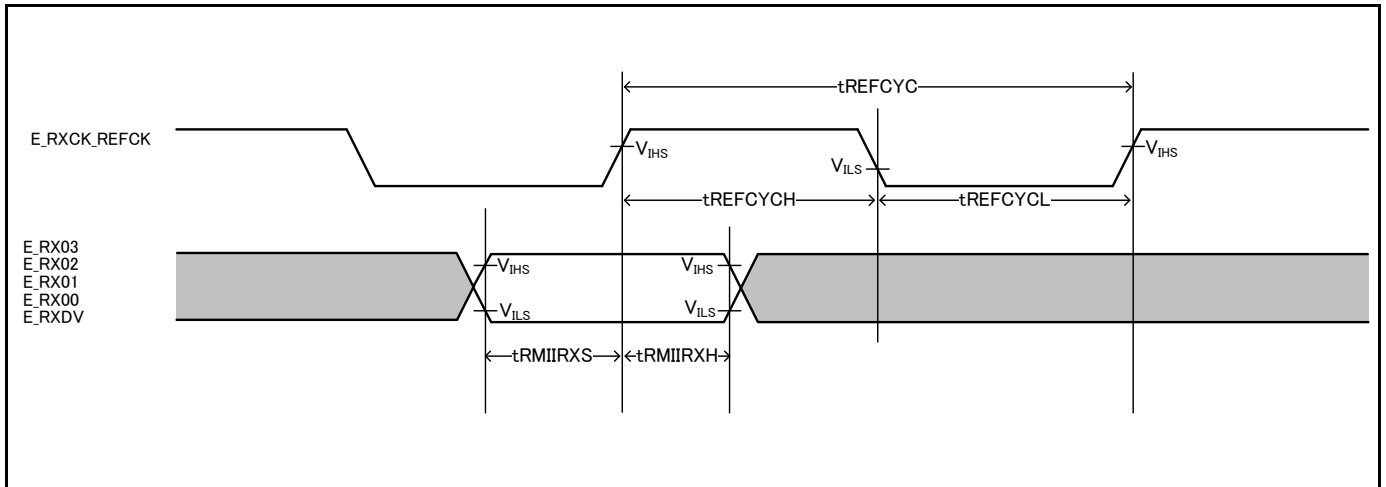 tREFCYC
E_RXCK_REFCK
VIHS
VILS
VIHS
tREFCYCH
tREFCYCL
E_RX03
E_RX02
E_RX01
E_RX00
E_RXDV
VIHS
VIHS
VILS
VILS
tRMIIRXS
tRMIIRXH